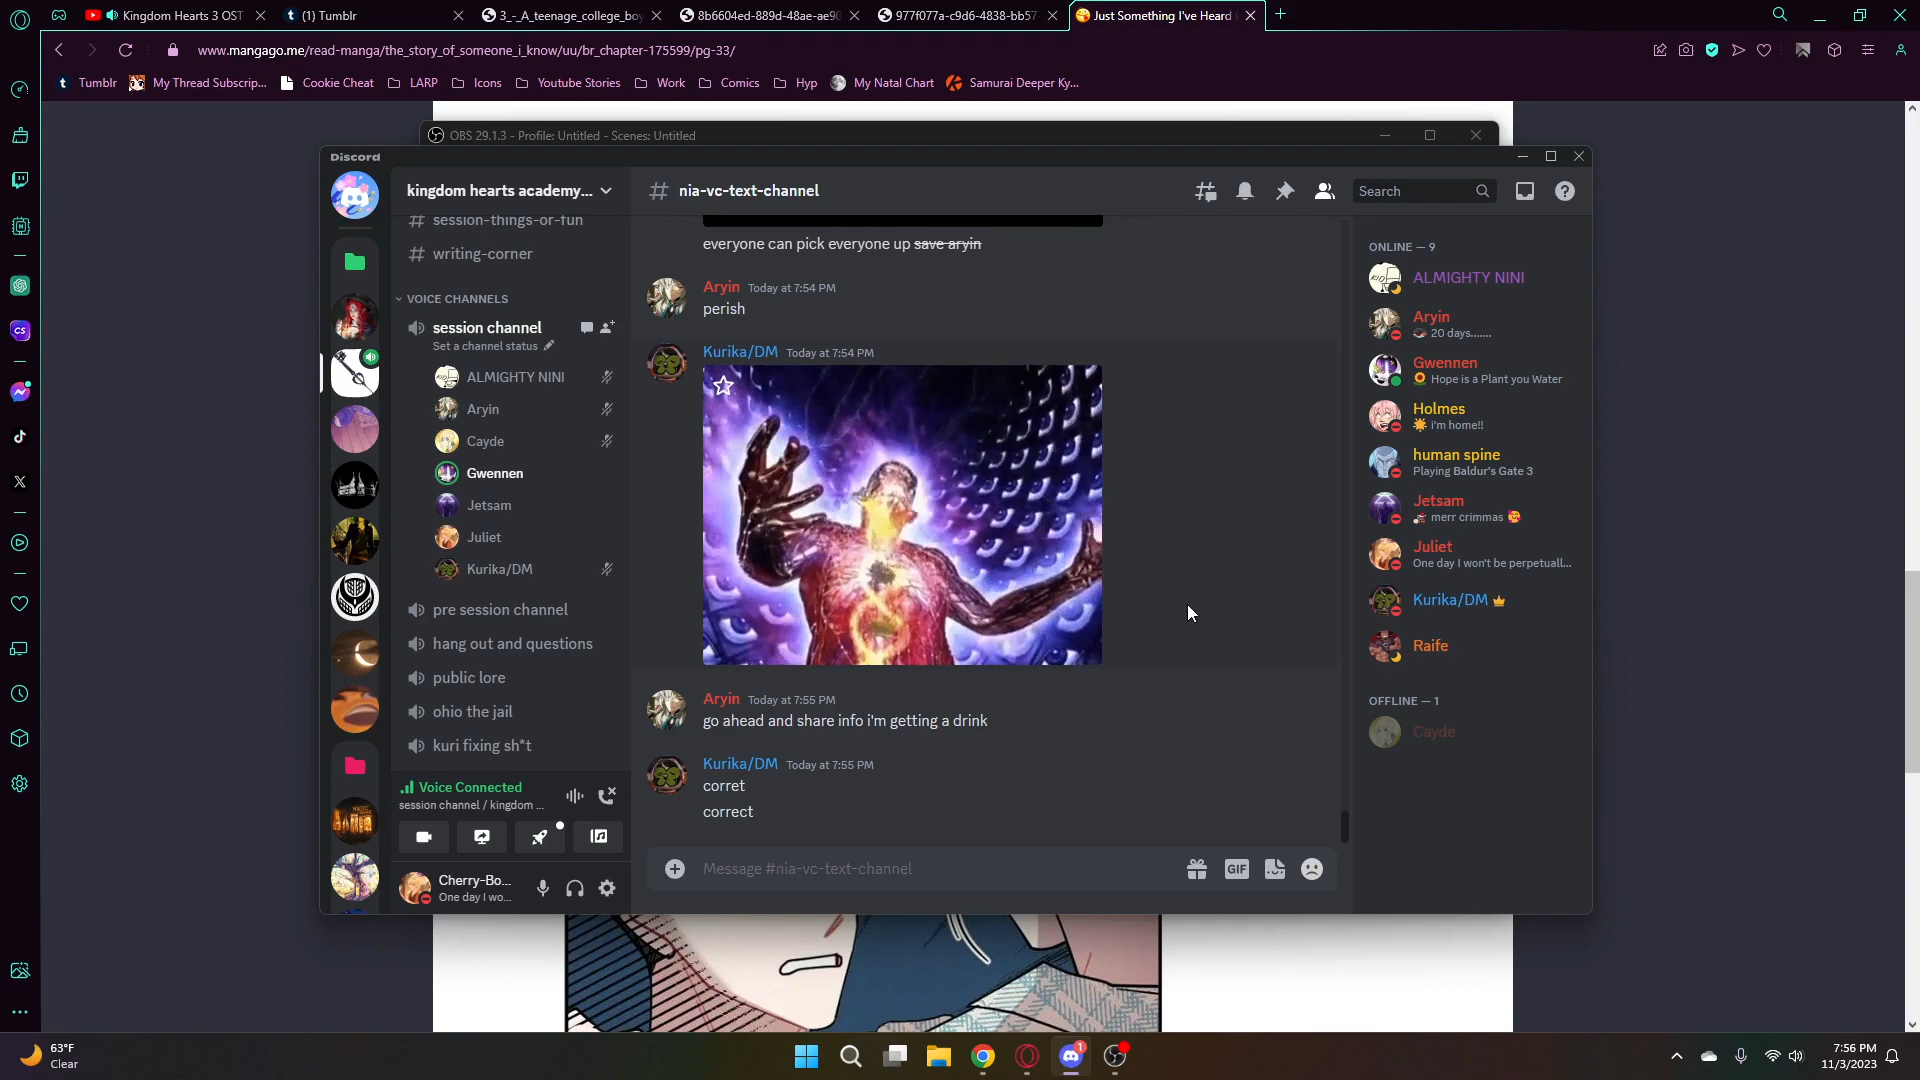 Kingdom Hearts 3 OST
(1) Tumblr
3_-_A_teenage_college_boy
8b6604ed-889d-48ae-ae90
977f077a-c9d6-4838-bb57
Just Something I've Heard
www.mangago.me/read-manga/the_story_of_someone_i_know/uu/br_chapter-175599/pg-33/
Tumblr
My Thread Subscrip...
Cookie Cheat
LARP
Icons
Youtube Stories
Work
Comics
Hyp
My Natal Chart
Samurai Deeper Ky...
OBS 29.1.3 - Profile: Untitled - Scenes: Untitled
Discord
kingdom hearts academy...
nia-vc-text-channel
Search
session-things-or-fun
writing-corner
VOICE CHANNELS
session channel
Set a channel status
ALMIGHTY NINI
Aryin
Cayde
Gwennen
Jetsam
Juliet
Kurika/DM
pre session channel
hang out and questions
public lore
ohio the jail
kuri fixing sh*t
Voice Connected
session channel / kingdom ...
Cherry-Bo...
One day I wo...
everyone can pick everyone up save aryin
Aryin Today at 7:54 PM
perish
Kurika/DM Today at 7:54 PM
Aryin Today at 7:55 PM
go ahead and share info i'm getting a drink
Kurika/DM Today at 7:55 PM
corret
correct
Message #nia-vc-text-channel
GIF
ONLINE — 9
ALMIGHTY NINI
Aryin
20 days.......
Gwennen
Hope is a Plant you Water
Holmes
i'm home!!
human spine
Playing Baldur's Gate 3
Jetsam
merr crimmas
Juliet
One day I won't be perpetuall...
Kurika/DM
Raife
OFFLINE — 1
Cayde
63°F
Clear
1
7:56 PM
11/3/2023